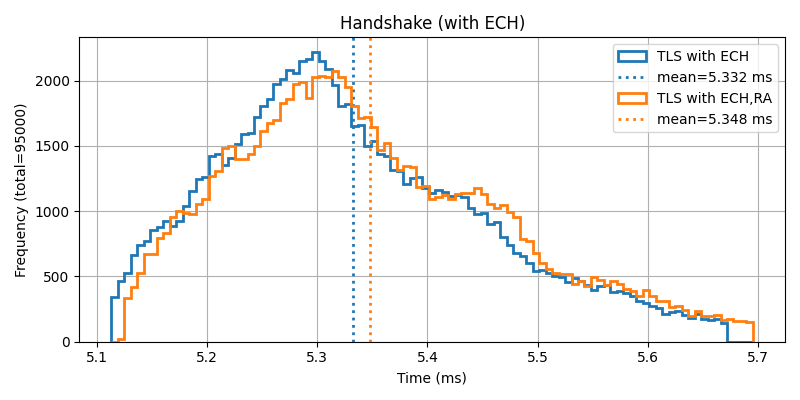 Handshake (with ECH)
Frequency (total=95000)
2000
1500
1000
500
0
TLS with ECH
mean=5.332 ms
TLS with ECH,RA
mean=5.348 ms
5.1 5.2 5.3 5.4 5.5 5.6 5.7
Time (ms)